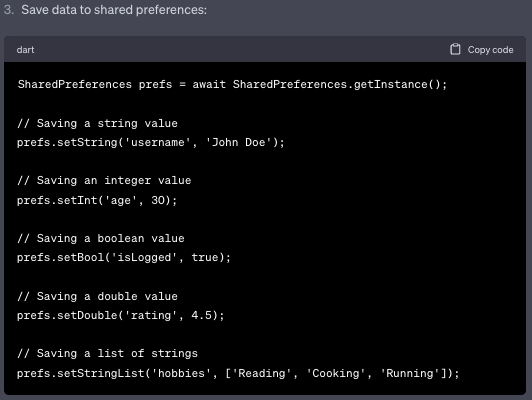 3. Save data to shared preferences:
dart
Copy code
SharedPreferences prefs = await SharedPreferences.getInstance();
// Saving a string value
prefs.setString('username', 'John Doe');
// Saving an integer value
prefs.setInt('age', 30);
// Saving a boolean value
prefs.setBool('isLogged', true);
// Saving a double value
prefs.setDouble('rating', 4.5);
// Saving a list of strings
prefs.setStringList('hobbies', ['Reading', 'Cooking', 'Running']);